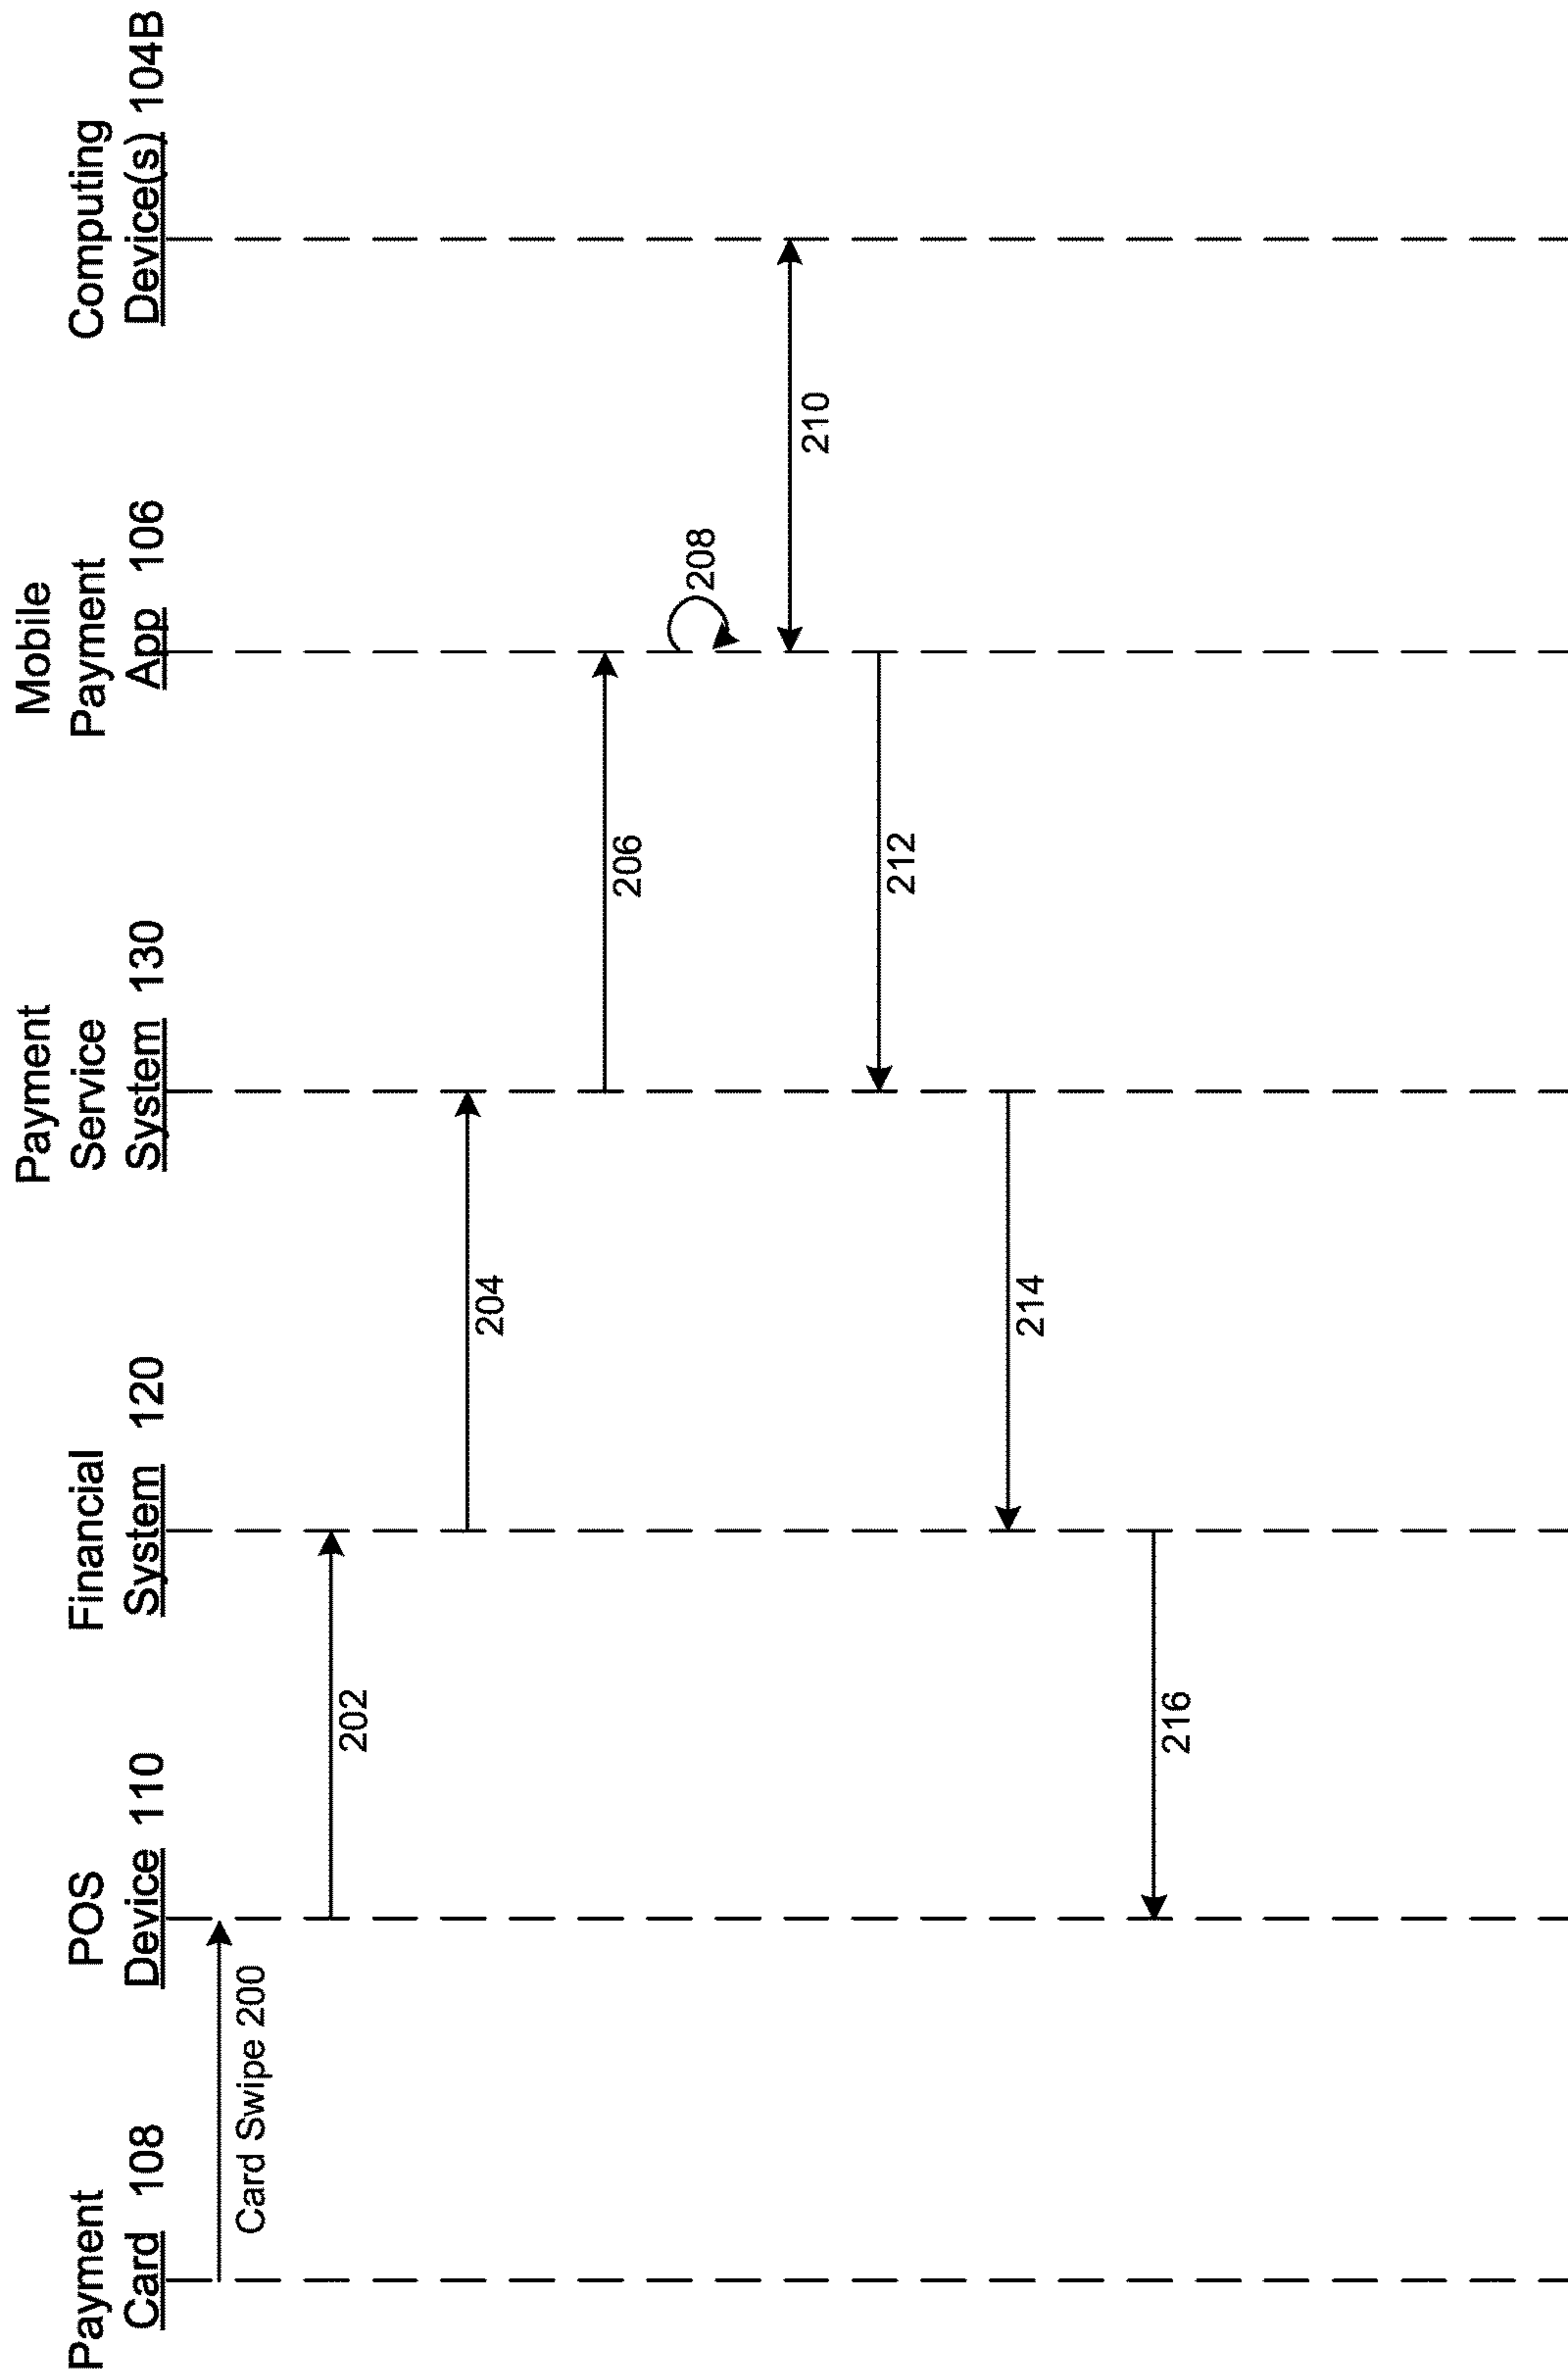 Payment
Card 108
POS
Device 110
Financial
System 120
Payment
Service
System 130
Mobile
Payment
App 106
Computing
Device(s) 104B
Card Swipe 200
202
204
206
208
210
212
214
216